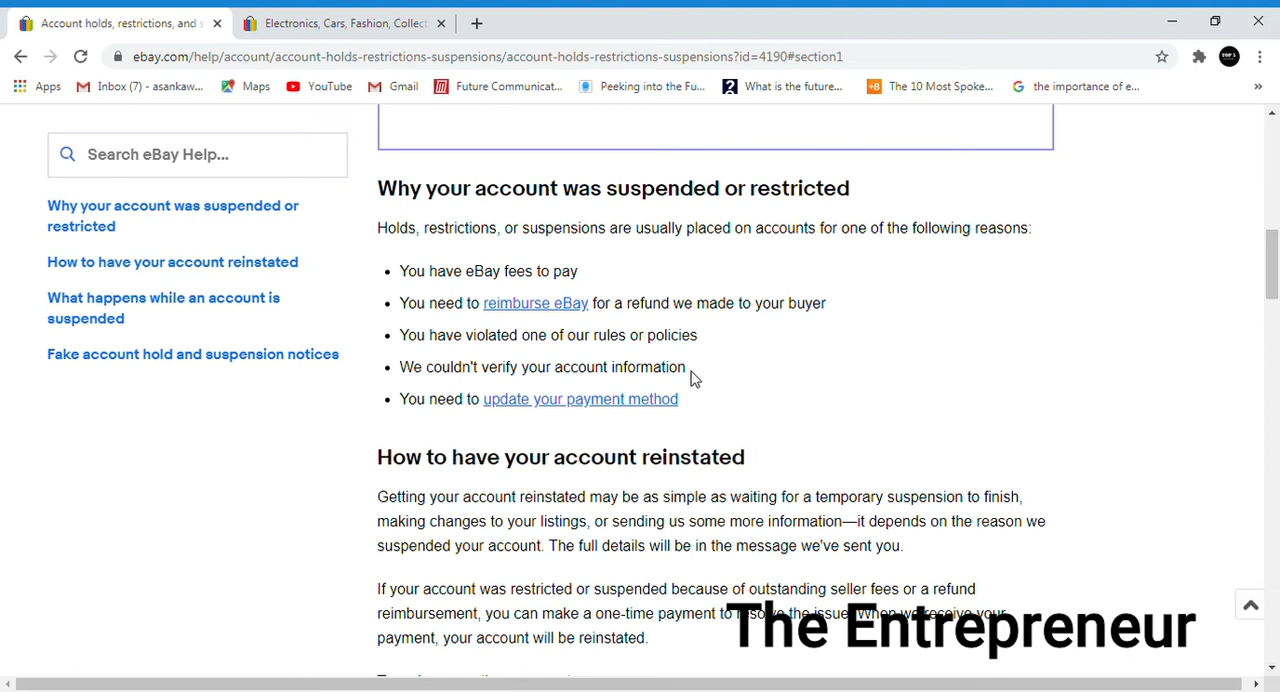 Account holds, restrictions, and s
Electronics, Cars, Fashion, Collect
ebay.com/help/account/account-holds-restrictions-suspensions/account-holds-restrictions-suspensions?id=4190#section1
TOP 5
Apps
Inbox (7) - asankaw...
Maps
YouTube
Gmail
Future Communicat...
Peeking into the Fu...
What is the future...
The 10 Most Spoke...
the importance of e...
Search eBay Help...
Why your account was suspended or
restricted
How to have your account reinstated
What happens while an account is
suspended
Fake account hold and suspension notices
Why your account was suspended or restricted
Holds, restrictions, or suspensions are usually placed on accounts for one of the following reasons:
• You have eBay fees to pay
• You need to reimburse eBay for a refund we made to your buyer
• You have violated one of our rules or policies
• We couldn't verify your account information
• You need to update your payment method
How to have your account reinstated
Getting your account reinstated may be as simple as waiting for a temporary suspension to finish,
making changes to your listings, or sending us some more information—it depends on the reason we
suspended your account. The full details will be in the message we've sent you.
If your account was restricted or suspended because of outstanding seller fees or a refund
reimbursement, you can make a one-time payment to resolve the issue. When we receive your
payment, your account will be reinstated.
The Entrepreneur